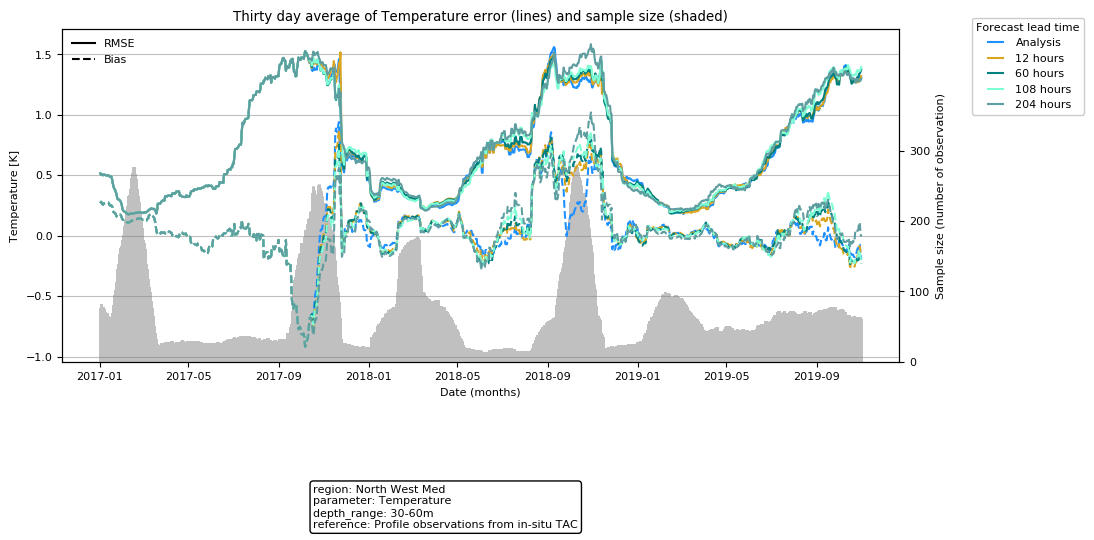 Thirty day average of Temperature error (lines) and sample size (shaded)
Forecast lead time
Analysis
12 hours
60 hours
108 hours
204 hours
RMSE
Bias
1.5
1.0
0.5
0.0
−0.5
−1.0
Temperature [K]
300
200
100
0
Sample size (number of observation)
2017-01
2017-05
2017-09
2018-01
2018-05
2018-09
2019-01
2019-05
2019-09
Date (months)
region: North West Med
parameter: Temperature
depth_range: 30-60m
reference: Profile observations from in-situ TAC